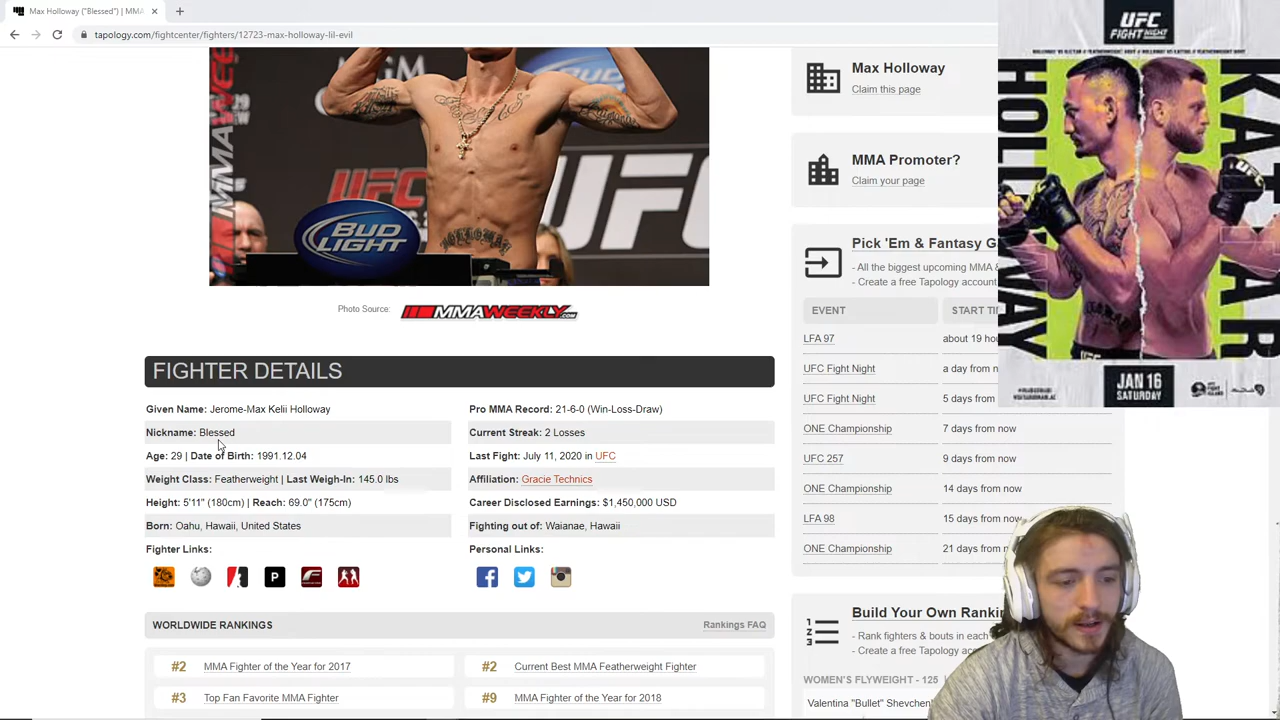 Max Holloway ("Blessed") | MMA
tapology.com/fightcenter/fighters/12723-max-holloway-lil-evil
MMAWEEKLY
UFC
UFC
BUD
LIGHT
Photo Source: MMAWEEKLY.COM
FIGHTER DETAILS
Given Name: Jerome-Max Kelii Holloway
Nickname: Blessed
Age: 29 | Date of Birth: 1991.12.04
Weight Class: Featherweight | Last Weigh-In: 145.0 lbs
Height: 5'11" (180cm) | Reach: 69.0" (175cm)
Born: Oahu, Hawaii, United States
Fighter Links:
Pro MMA Record: 21-6-0 (Win-Loss-Draw)
Current Streak: 2 Losses
Last Fight: July 11, 2020 in UFC
Affiliation: Gracie Technics
Career Disclosed Earnings: $1,450,000 USD
Fighting out of: Waianae, Hawaii
Personal Links:
WORLDWIDE RANKINGS
Rankings FAQ
#2 MMA Fighter of the Year for 2017
#2 Current Best MMA Featherweight Fighter
#3 Top Fan Favorite MMA Fighter
#9 MMA Fighter of the Year for 2018
Max Holloway
Claim this page
MMA Promoter?
Claim your page
Pick 'Em & Fantasy G
- All the biggest upcoming MMA &
- Create a free Tapology account
EVENT START TI
LFA 97 about 19 ho
UFC Fight Night a day from
UFC Fight Night 5 days from
ONE Championship 7 days from now
UFC 257 9 days from now
ONE Championship 14 days from now
LFA 98 15 days from now
ONE Championship 21 days from n
Build Your Own Rankin
- Rank fighters & bouts in each
- Create a free Tapology
WOMEN'S FLYWEIGHT - 125
Valentina "Bullet" Shevchen
UFC
FIGHT NIGHT
HOLLOWAY
KATTAR
JAN 16
SATURDAY